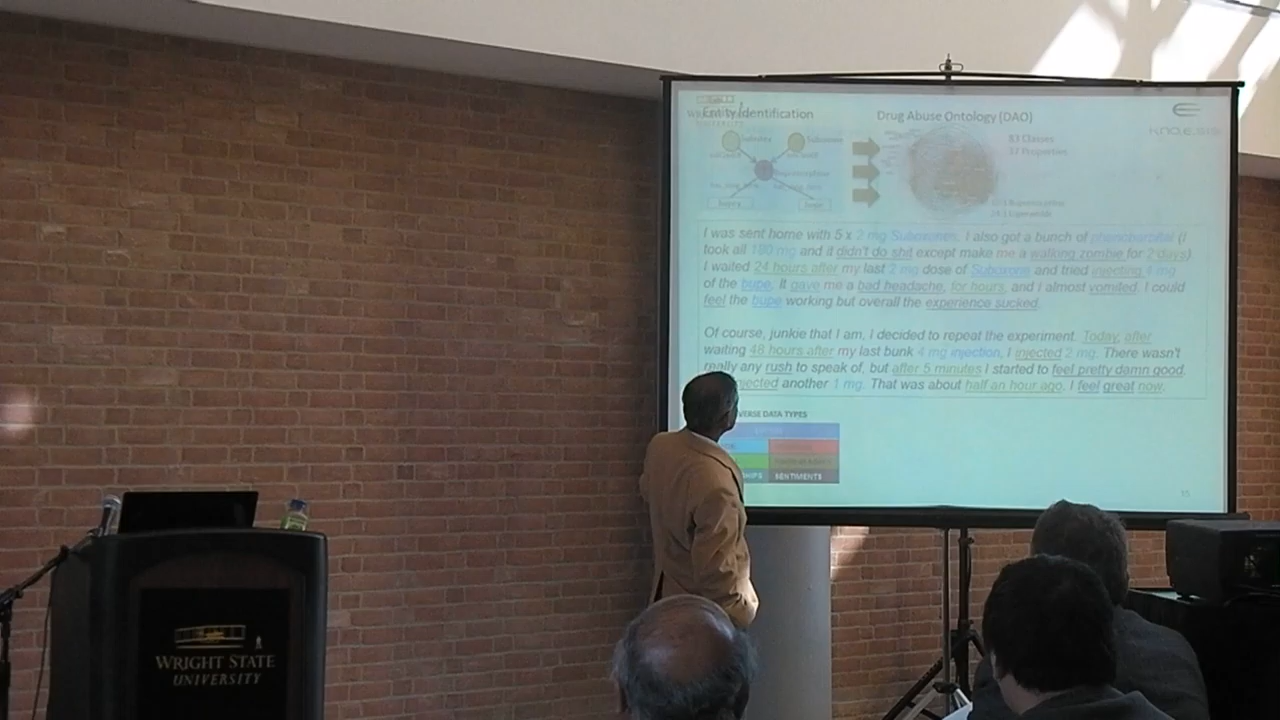 Entity Identification
Drug Abuse Ontology (DAO)
KNO.E.SIS
83 Classes
37 Properties
I was sent home with 5 x 2 mg Suboxones. I also got a bunch of phenobarbital (I
took all 180 mg and it didn't do shit except make me a walking zombie for 2 days)
I waited 24 hours after my last 2 mg dose of Suboxone and tried injecting 4 mg
of the bupe. It gave me a bad headache, for hours, and I almost vomited. I could
feel the bupe working but overall the experience sucked.
Of course, junkie that I am, I decided to repeat the experiment. Today, after
waiting 48 hours after my last bunk 4 mg injection, I injected 2 mg. There wasn't
really any rush to speak of, but after 5 minutes I started to feel pretty damn good.
another 1 mg. That was about half an hour ago. I feel great now.
DATA TYPES
SENTIMENTS
15
WRIGHT STATE
UNIVERSITY